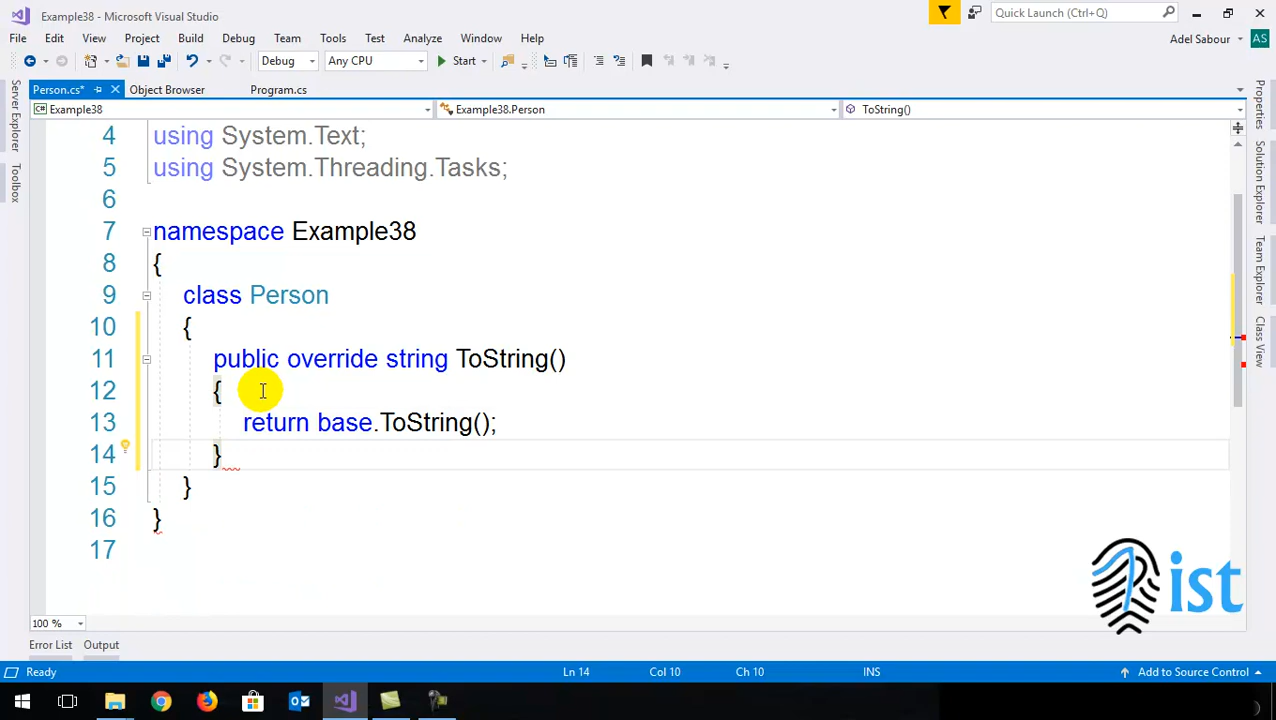 Example38 - Microsoft Visual Studio
Quick Launch (Ctrl+Q)
File Edit View Project Build Debug Team Tools Test Analyze Window Help
Adel Sabour AS
Debug Any CPU Start
Person.cs* Object Browser Program.cs
Example38 Example38.Person ToString()
Server Explorer
Toolbox
4 using System.Text;
5 using System.Threading.Tasks;
6
7 namespace Example38
8 {
9 class Person
10 {
11 public override string ToString()
12 {
13 return base.ToString();
14 }
15 }
16 }
17
Properties
Solution Explorer
Team Explorer
Class View
ist
100 %
Error List Output
Ready Ln 14 Col 10 Ch 10 INS Add to Source Control